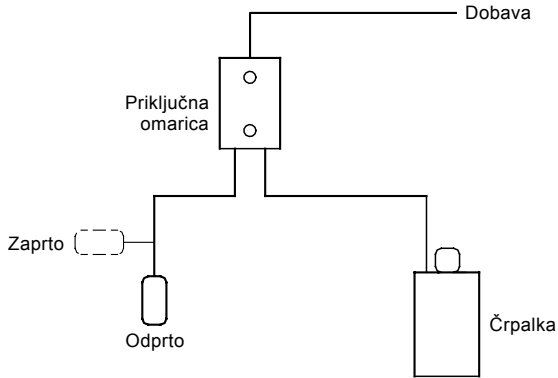 Dobava
Priključna
omarica
Zaprto
Odprto
Črpalka